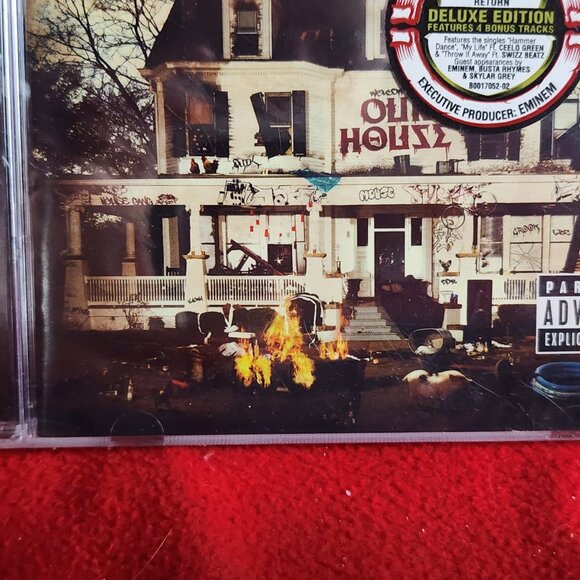 RETURN
DELUXE EDITION
FEATURES 4 BONUS TRACKS
Features the singles "Hammer
Dance", "My Life" Ft. CEELO GREEN
& "Throw It Away" Ft. SWIZZ BEATZ
Guest appearances by
EMINEM, BUSTA RHYMES
& SKYLAR GREY
B0017052-02
EXECUTIVE PRODUCER: EMINEM
WELCOME
OUR
HOUSE
PAR
ADV
EXPLIC